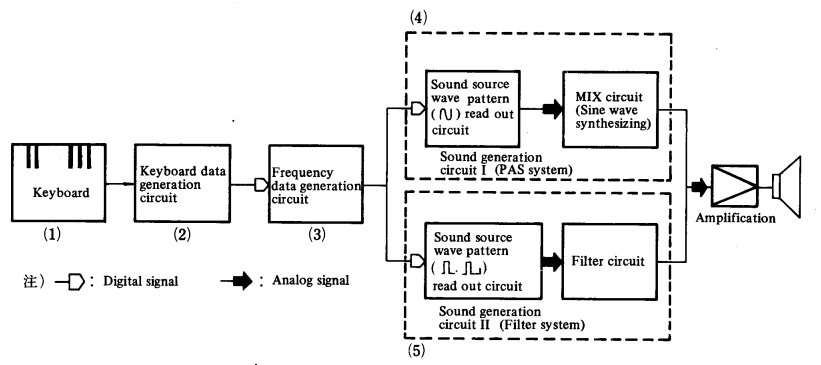 (4)
Sound source
wave pattern
( ) read out
circuit
MIX circuit
(Sine wave
synthesizing)
Sound generation
circuit I (PAS system)
Keyboard
(1)
Keyboard data
generation
circuit
(2)
Frequency
data generation
circuit
(3)
Amplification
Sound source
wave pattern
( . )
read out circuit
Filter circuit
Sound generation
circuit II (Filter system)
(5)
注) : Digital signal : Analog signal